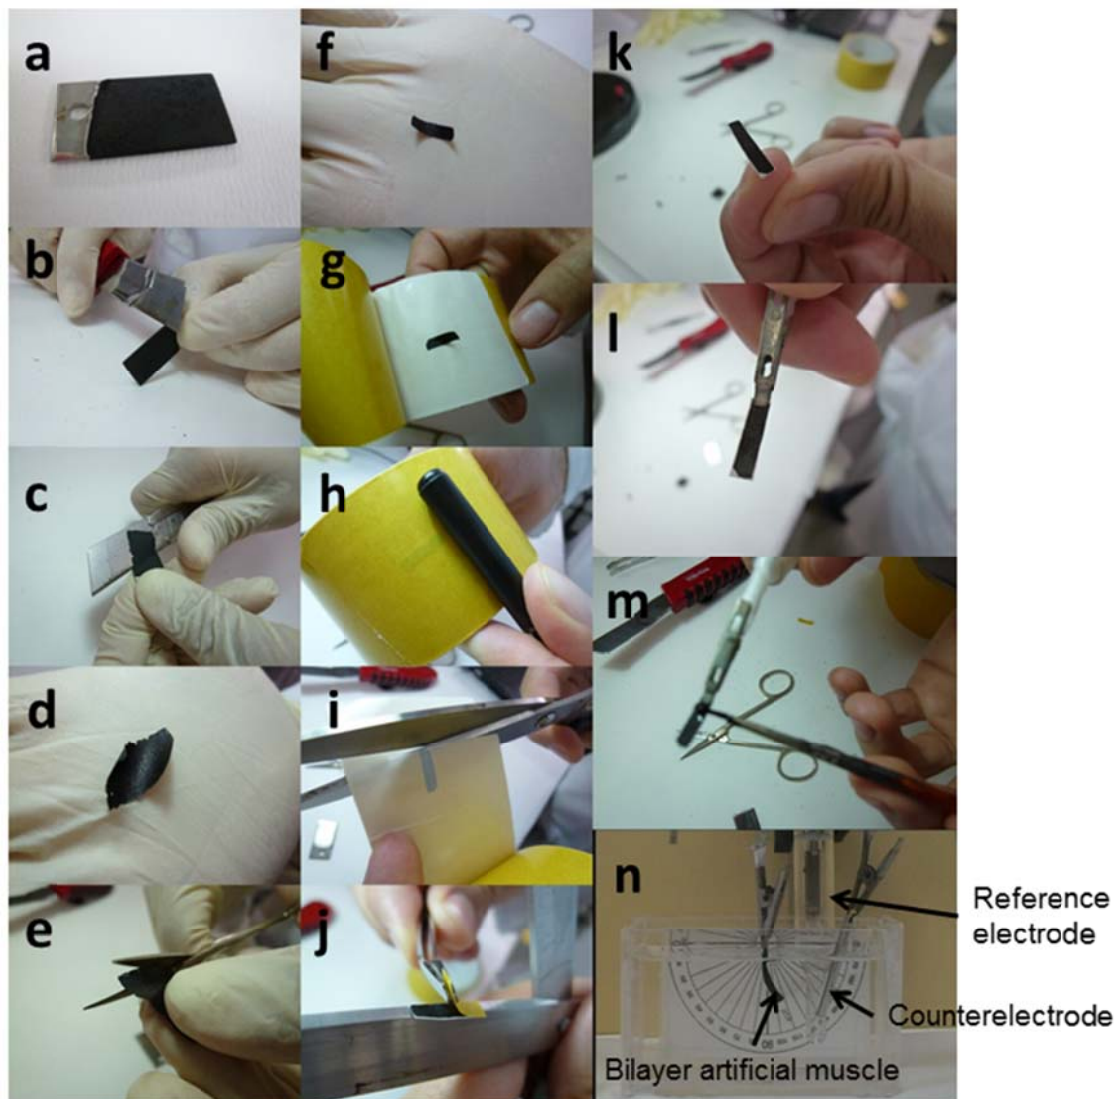 a
b
c
d
e
f
g
h
i
j
k
l
m
n
Reference
electrode
Counterelectrode
Bilayer artificial muscle